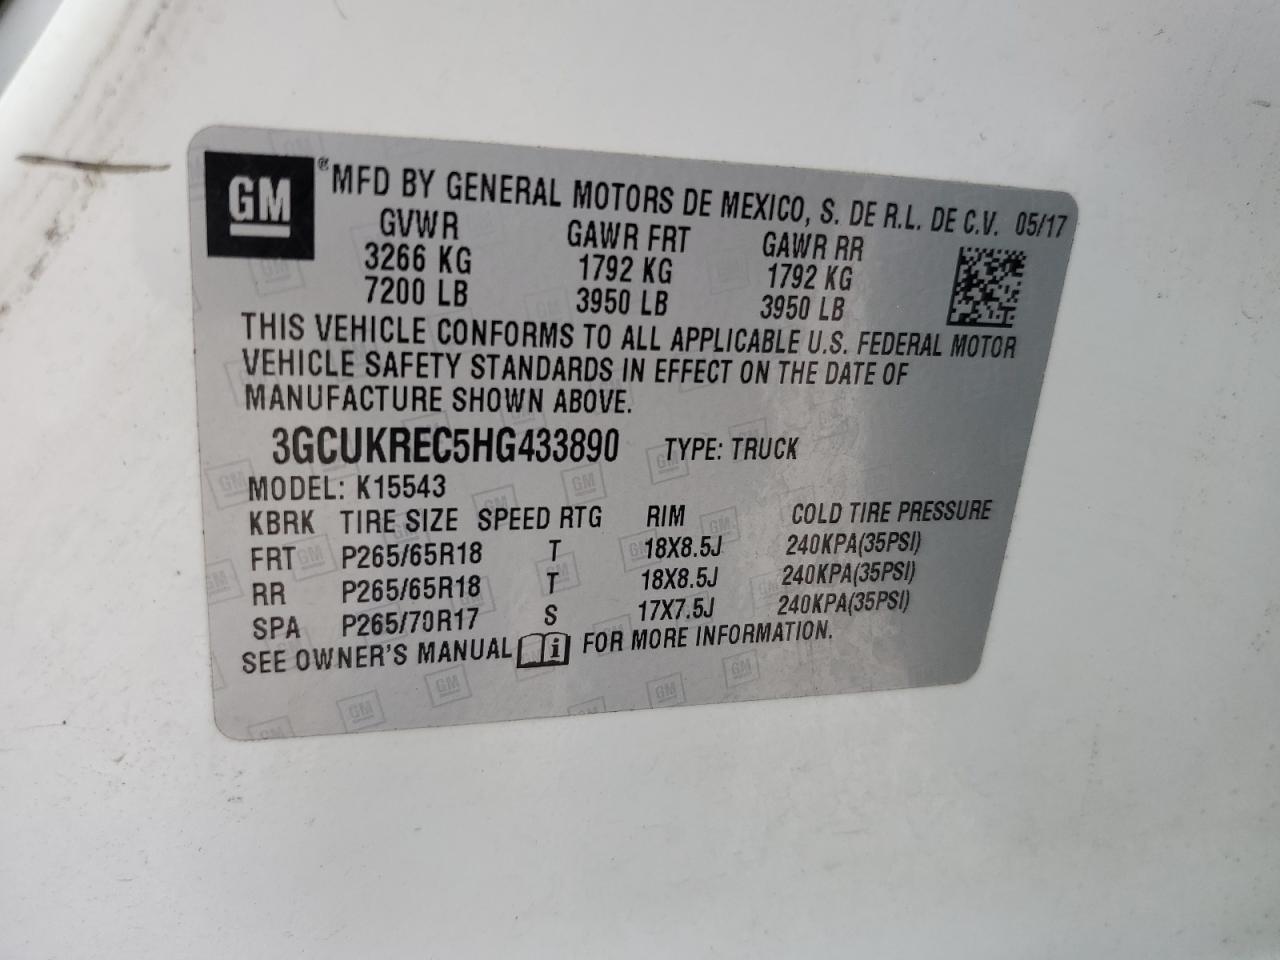 GM
® MFD BY GENERAL MOTORS DE MEXICO, S. DE R.L. DE C.V. 05/17
GVWR GAWR FRT GAWR RR
3266 KG 1792 KG 1792 KG
7200 LB 3950 LB 3950 LB
THIS VEHICLE CONFORMS TO ALL APPLICABLE U.S. FEDERAL MOTOR
VEHICLE SAFETY STANDARDS IN EFFECT ON THE DATE OF
MANUFACTURE SHOWN ABOVE.
3GCUKREC5HG433890 TYPE: TRUCK
MODEL: K15543
KBRK TIRE SIZE SPEED RTG RIM COLD TIRE PRESSURE
FRT P265/65R18 T 18X8.5J 240KPA(35PSI)
RR P265/65R18 T 18X8.5J 240KPA(35PSI)
SPA P265/70R17 S 17X7.5J 240KPA(35PSI)
SEE OWNER'S MANUAL i FOR MORE INFORMATION.